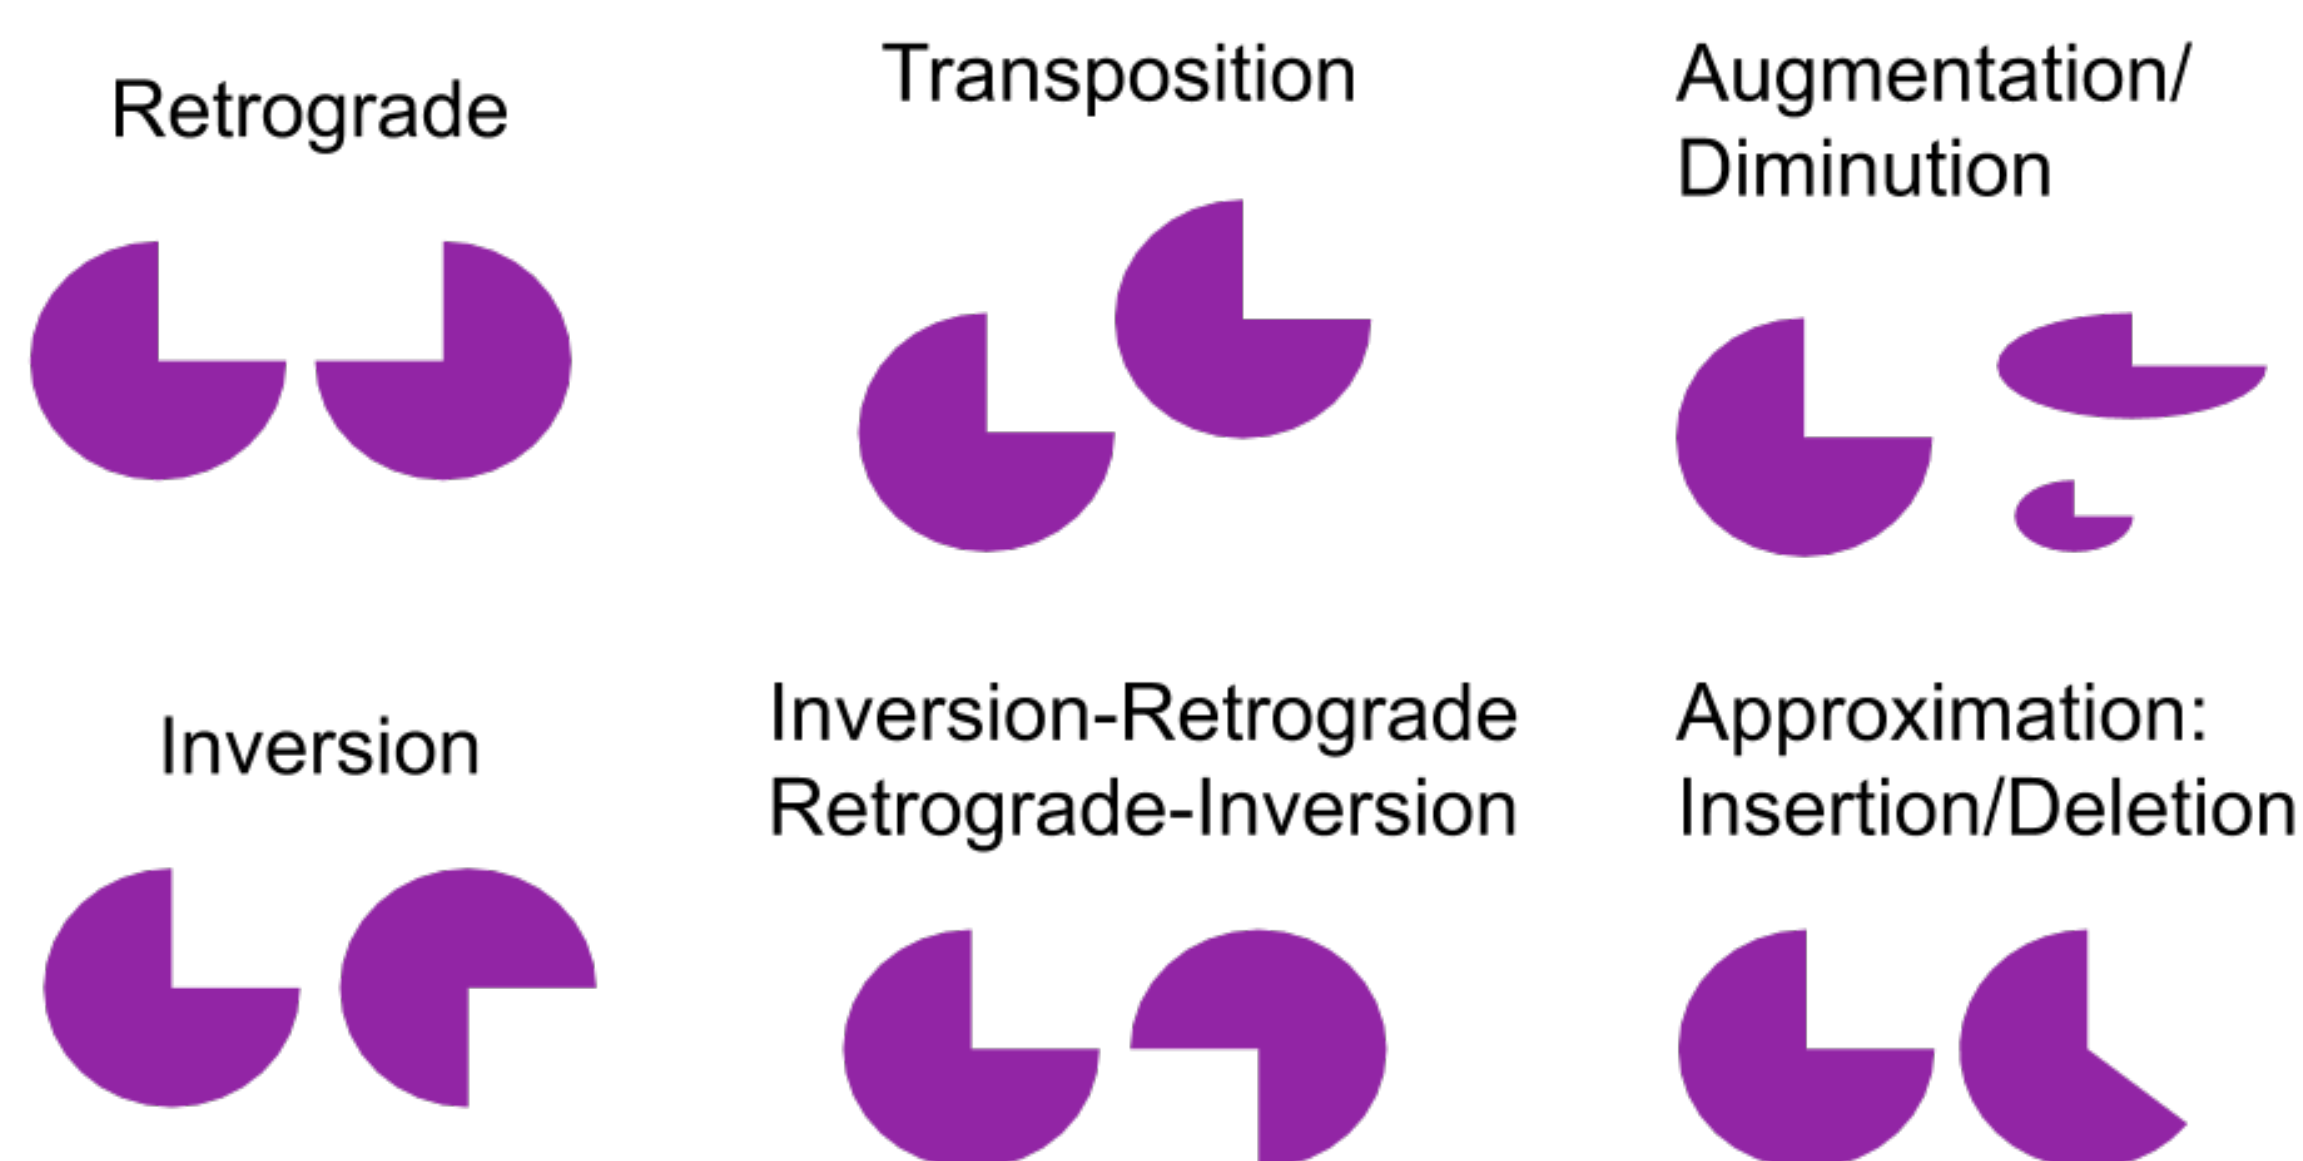 Retrograde
Transposition
Augmentation/
Diminution
Inversion
Inversion-Retrograde
Retrograde-Inversion
Approximation:
Insertion/Deletion